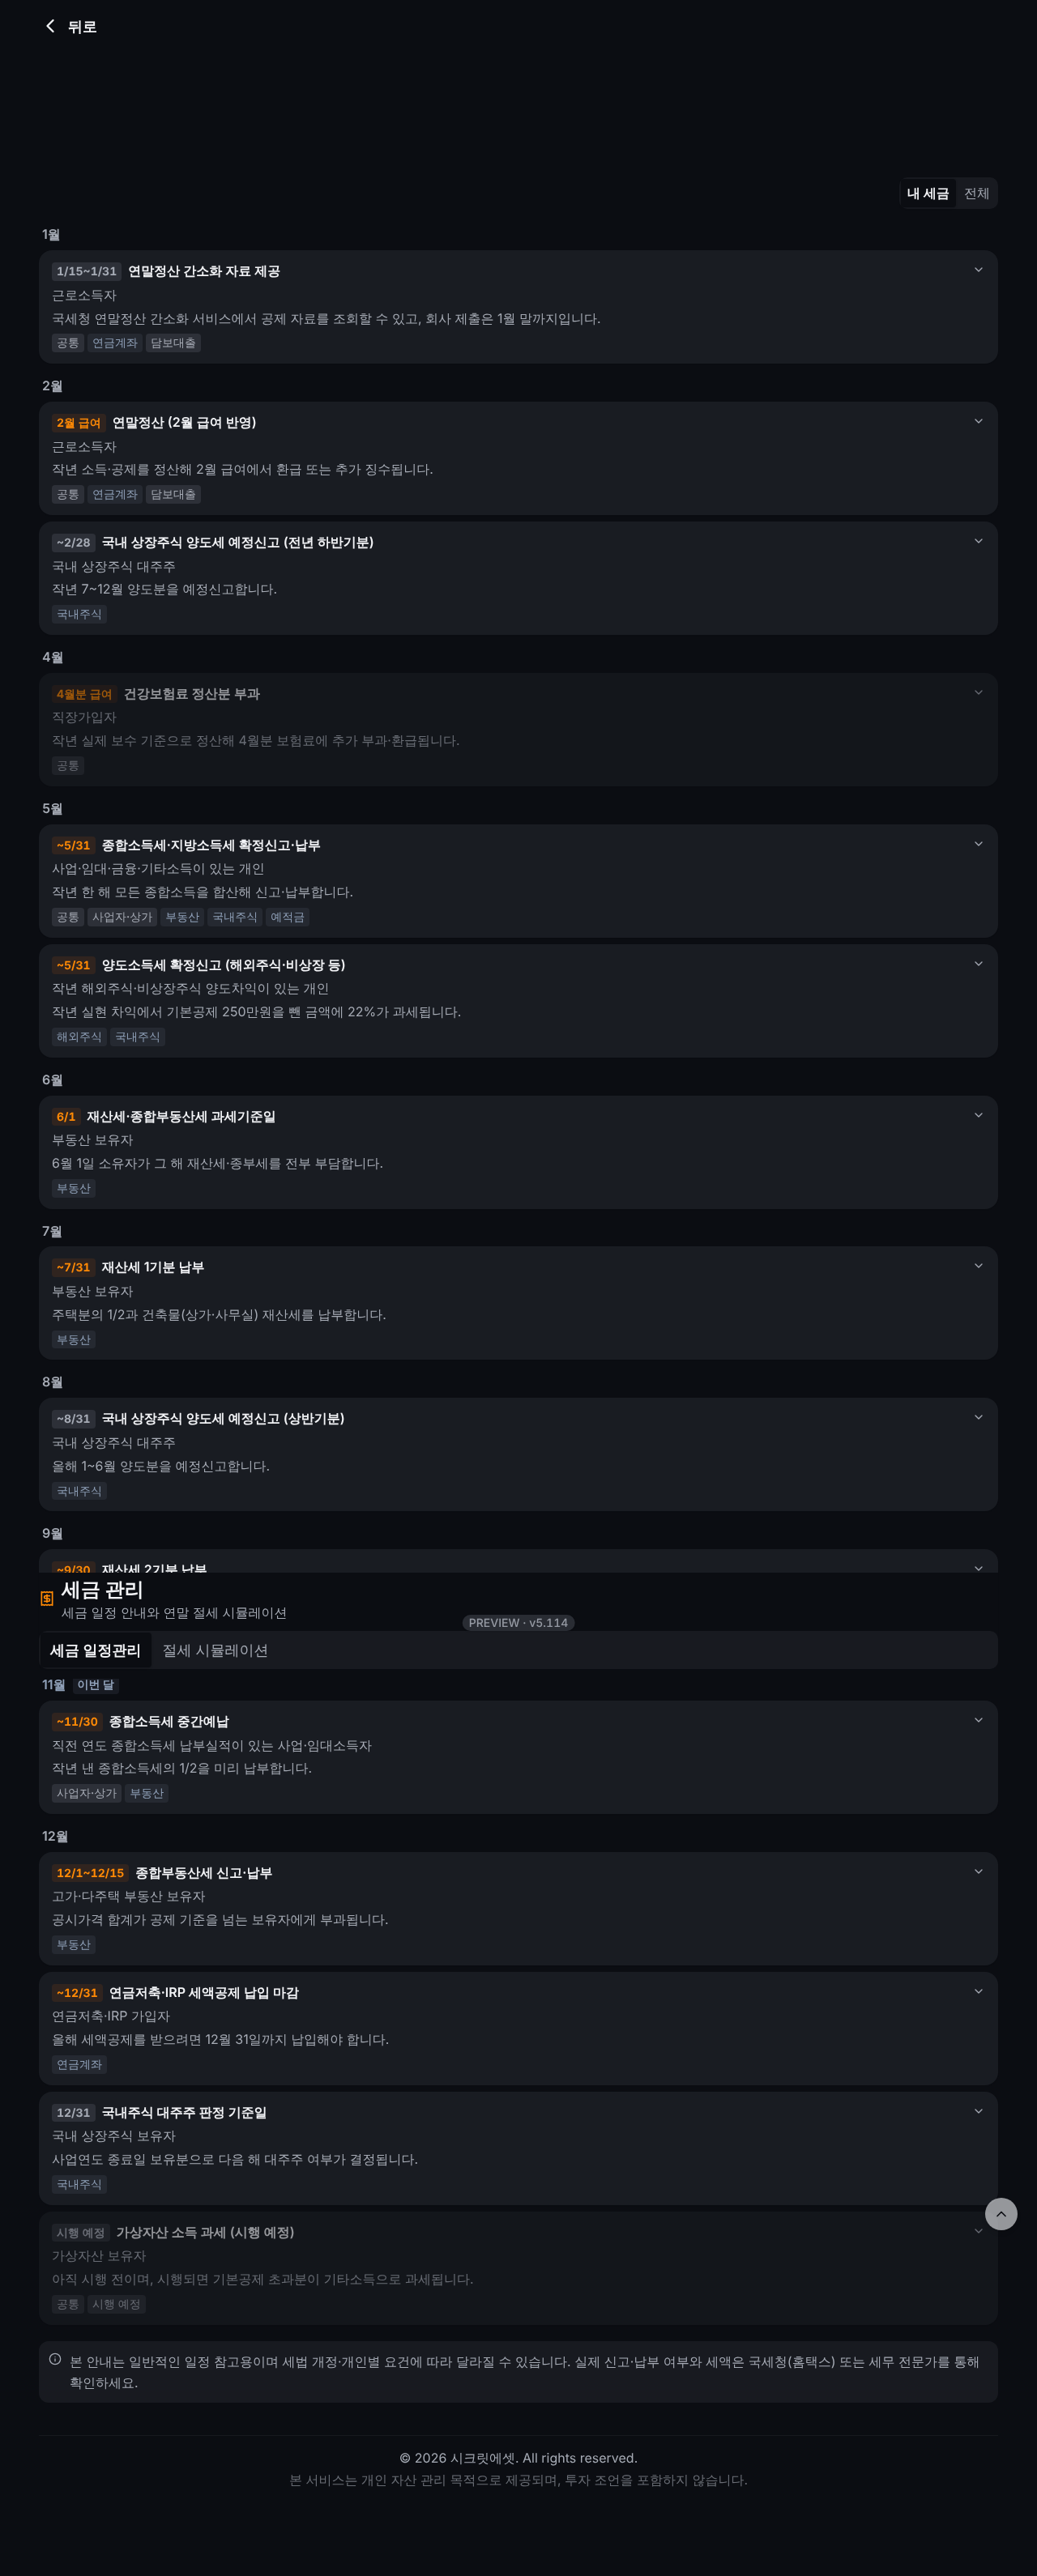 뒤로
내 세금 전체
1월
1/15~1/31 연말정산 간소화 자료 제공
근로소득자
국세청 연말정산 간소화 서비스에서 공제 자료를 조회할 수 있고, 회사 제출은 1월 말까지입니다.
공통 연금계좌 담보대출
2월
2월 급여 연말정산 (2월 급여 반영)
근로소득자
작년 소득·공제를 정산해 2월 급여에서 환급 또는 추가 징수됩니다.
공통 연금계좌 담보대출
~2/28 국내 상장주식 양도세 예정신고 (전년 하반기분)
국내 상장주식 대주주
작년 7~12월 양도분을 예정신고합니다.
국내주식
4월
4월분 급여 건강보험료 정산분 부과
직장가입자
작년 실제 보수 기준으로 정산해 4월분 보험료에 추가 부과·환급됩니다.
공통
5월
~5/31 종합소득세·지방소득세 확정신고·납부
사업·임대·금융·기타소득이 있는 개인
작년 한 해 모든 종합소득을 합산해 신고·납부합니다.
공통 사업자·상가 부동산 국내주식 예적금
~5/31 양도소득세 확정신고 (해외주식·비상장 등)
작년 해외주식·비상장주식 양도차익이 있는 개인
작년 실현 차익에서 기본공제 250만원을 뺀 금액에 22%가 과세됩니다.
해외주식 국내주식
6월
6/1 재산세·종합부동산세 과세기준일
부동산 보유자
6월 1일 소유자가 그 해 재산세·종부세를 전부 부담합니다.
부동산
7월
~7/31 재산세 1기분 납부
부동산 보유자
주택분의 1/2과 건축물(상가·사무실) 재산세를 납부합니다.
부동산
8월
~8/31 국내 상장주식 양도세 예정신고 (상반기분)
국내 상장주식 대주주
올해 1~6월 양도분을 예정신고합니다.
국내주식
9월
~9/30 재산세 2기분 납부
세금 관리
세금 일정 안내와 연말 절세 시뮬레이션
PREVIEW · v5.114
세금 일정관리 절세 시뮬레이션
11월 이번 달
~11/30 종합소득세 중간예납
직전 연도 종합소득세 납부실적이 있는 사업·임대소득자
작년 낸 종합소득세의 1/2을 미리 납부합니다.
사업자·상가 부동산
12월
12/1~12/15 종합부동산세 신고·납부
고가·다주택 부동산 보유자
공시가격 합계가 공제 기준을 넘는 보유자에게 부과됩니다.
부동산
~12/31 연금저축·IRP 세액공제 납입 마감
연금저축·IRP 가입자
올해 세액공제를 받으려면 12월 31일까지 납입해야 합니다.
연금계좌
12/31 국내주식 대주주 판정 기준일
국내 상장주식 보유자
사업연도 종료일 보유분으로 다음 해 대주주 여부가 결정됩니다.
국내주식
시행 예정 가상자산 소득 과세 (시행 예정)
가상자산 보유자
아직 시행 전이며, 시행되면 기본공제 초과분이 기타소득으로 과세됩니다.
공통 시행 예정
본 안내는 일반적인 일정 참고용이며 세법 개정·개인별 요건에 따라 달라질 수 있습니다. 실제 신고·납부 여부와 세액은 국세청(홈택스) 또는 세무 전문가를 통해
확인하세요.
© 2026 시크릿에셋. All rights reserved.
본 서비스는 개인 자산 관리 목적으로 제공되며, 투자 조언을 포함하지 않습니다.